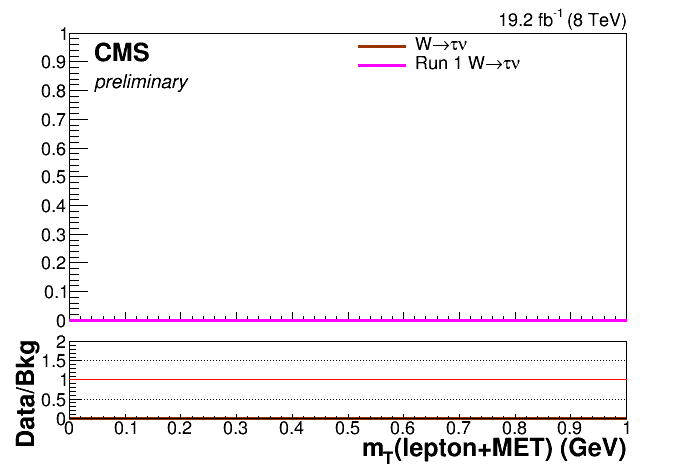 19.2 fb⁻¹ (8 TeV)
CMS
preliminary
W→τν
Run 1 W→τν
1
0.9
0.8
0.7
0.6
0.5
0.4
0.3
0.2
0.1
0
Data/Bkg
2
1.5
1
0.5
0
0 0.1 0.2 0.3 0.4 0.5 0.6 0.7 0.8 0.9 1
m_T(lepton+MET) (GeV)